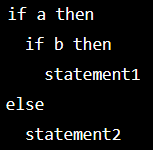 if a then
  if b then
    statement1
else
  statement2